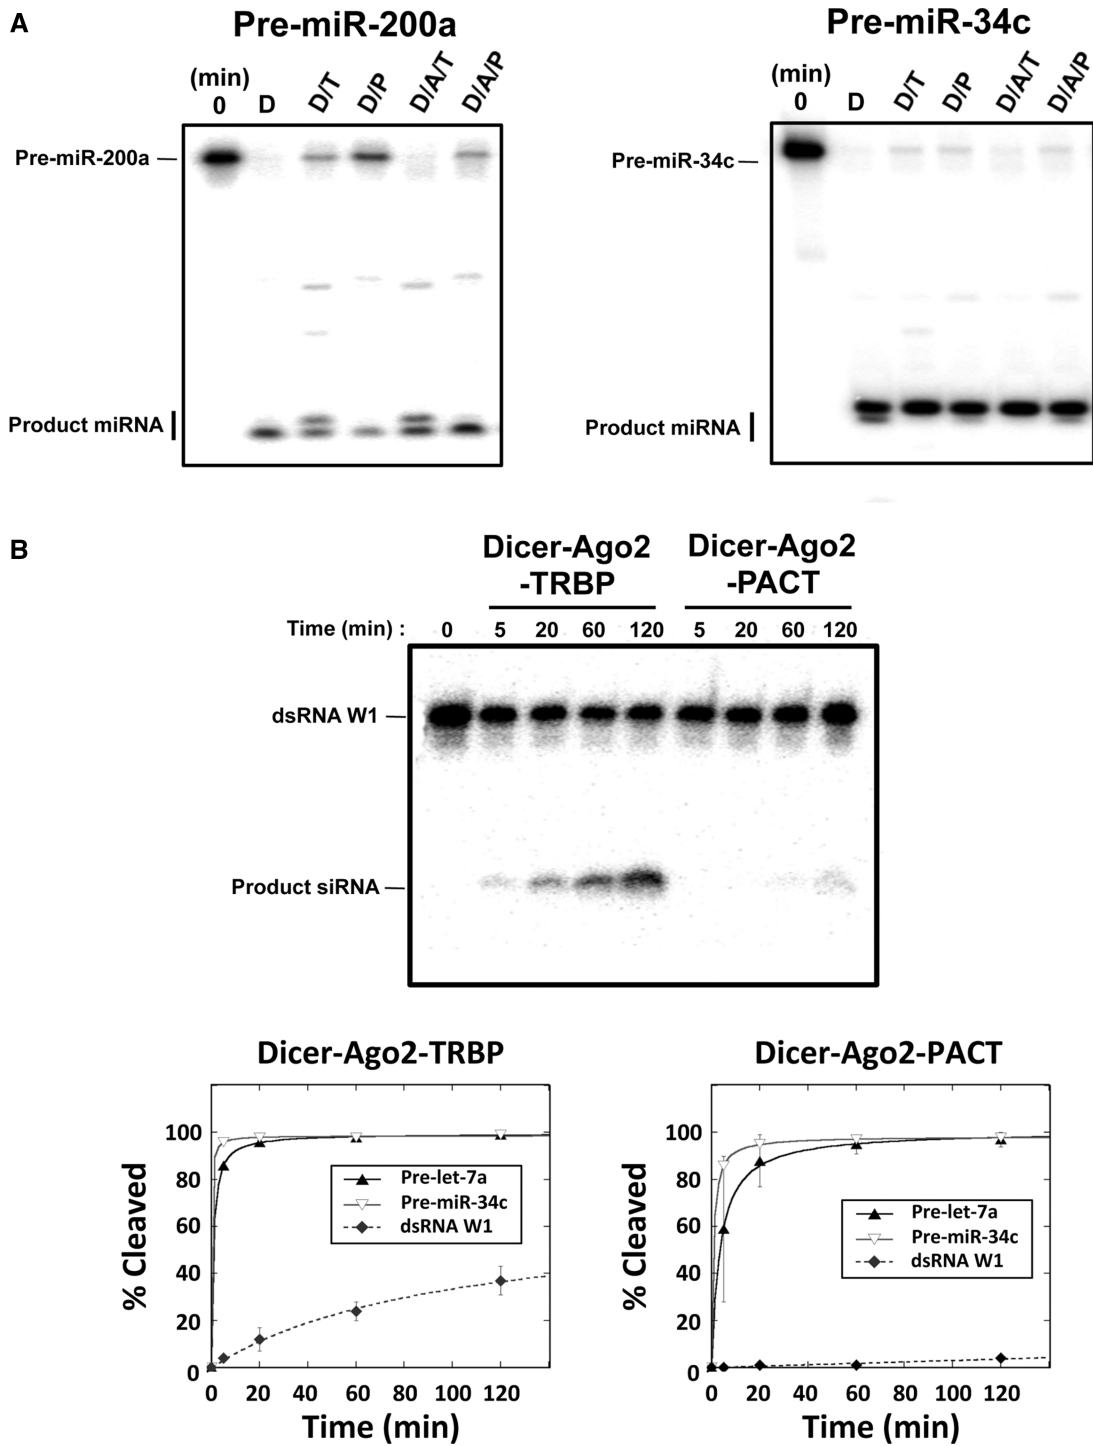 A
Pre-miR-200a
(min)
0 D D/T D/P D/A/T D/A/P
Pre-miR-200a
Product miRNA
Pre-miR-34c
(min)
0 D D/T D/P D/A/T D/A/P
Pre-miR-34c
Product miRNA
B
Dicer-Ago2
-TRBP
Dicer-Ago2
-PACT
Time (min) : 0 5 20 60 120 5 20 60 120
dsRNA W1
Product siRNA
Dicer-Ago2-TRBP
% Cleaved
100
80
60
40
20
0
Pre-let-7a
Pre-miR-34c
dsRNA W1
0 20 40 60 80 100 120
Time (min)
Dicer-Ago2-PACT
% Cleaved
100
80
60
40
20
0
Pre-let-7a
Pre-miR-34c
dsRNA W1
0 20 40 60 80 100 120
Time (min)